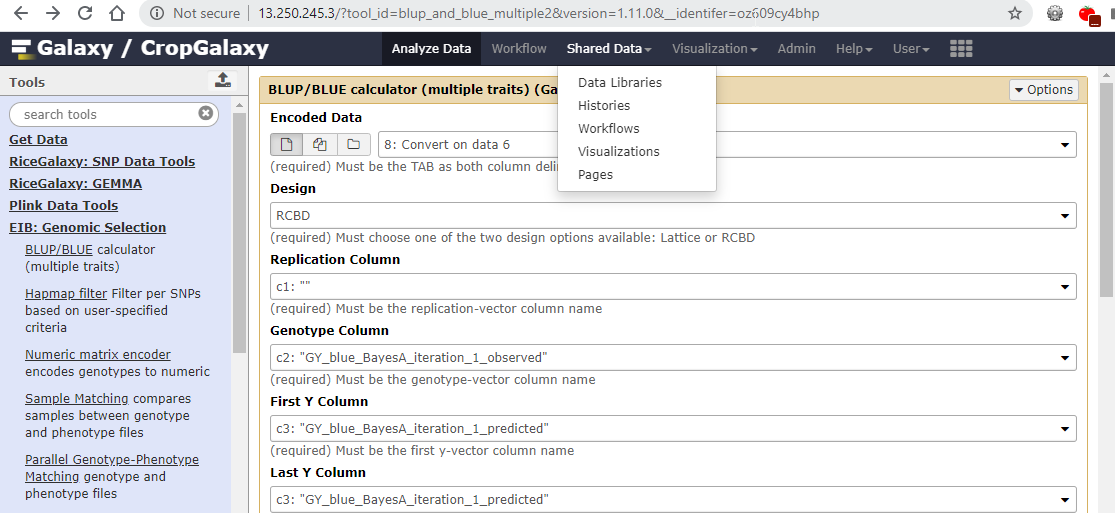 Not secure | 13.250.245.3/?tool_id=blup_and_blue_multiple2&version=1.11.0&__identifer=oz609cy4bhp
Galaxy / CropGalaxy
Analyze Data Workflow Shared Data Visualization Admin Help User
Data Libraries
Histories
Workflows
Visualizations
Pages
Tools
search tools
Get Data
RiceGalaxy: SNP Data Tools
RiceGalaxy: GEMMA
Plink Data Tools
EIB: Genomic Selection
BLUP/BLUE calculator
(multiple traits)
Hapmap filter Filter per SNPs
based on user-specified
criteria
Numeric matrix encoder
encodes genotypes to numeric
Sample Matching compares
samples between genotype
and phenotype files
Parallel Genotype-Phenotype
Matching genotype and
phenotype files
BLUP/BLUE calculator (multiple traits) (Ga
Options
Encoded Data
8: Convert on data 6
(required) Must be the TAB as both column deli
Design
RCBD
(required) Must choose one of the two design options available: Lattice or RCBD
Replication Column
c1: ""
(required) Must be the replication-vector column name
Genotype Column
c2: "GY_blue_BayesA_iteration_1_observed"
(required) Must be the genotype-vector column name
First Y Column
c3: "GY_blue_BayesA_iteration_1_predicted"
(required) Must be the first y-vector column name
Last Y Column
c3: "GY_blue_BayesA_iteration_1_predicted"